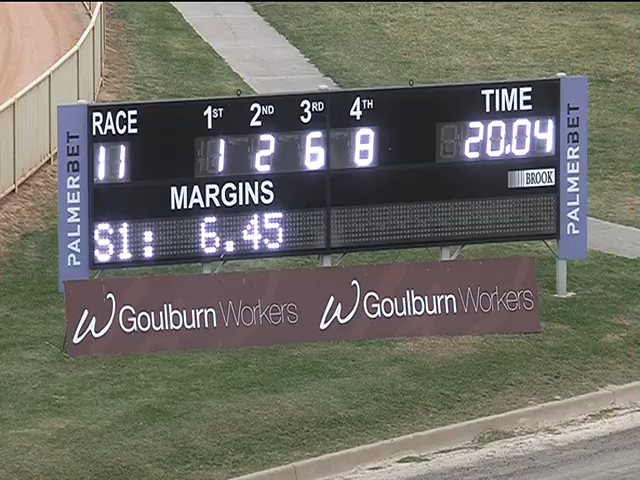 RACE 1ST 2ND 3RD 4TH TIME
11 1 2 6 8 20.04
MARGINS
BROOK
S1: 6.45
PALMERBET
PALMERBET
W Goulburn Workers W Goulburn Workers